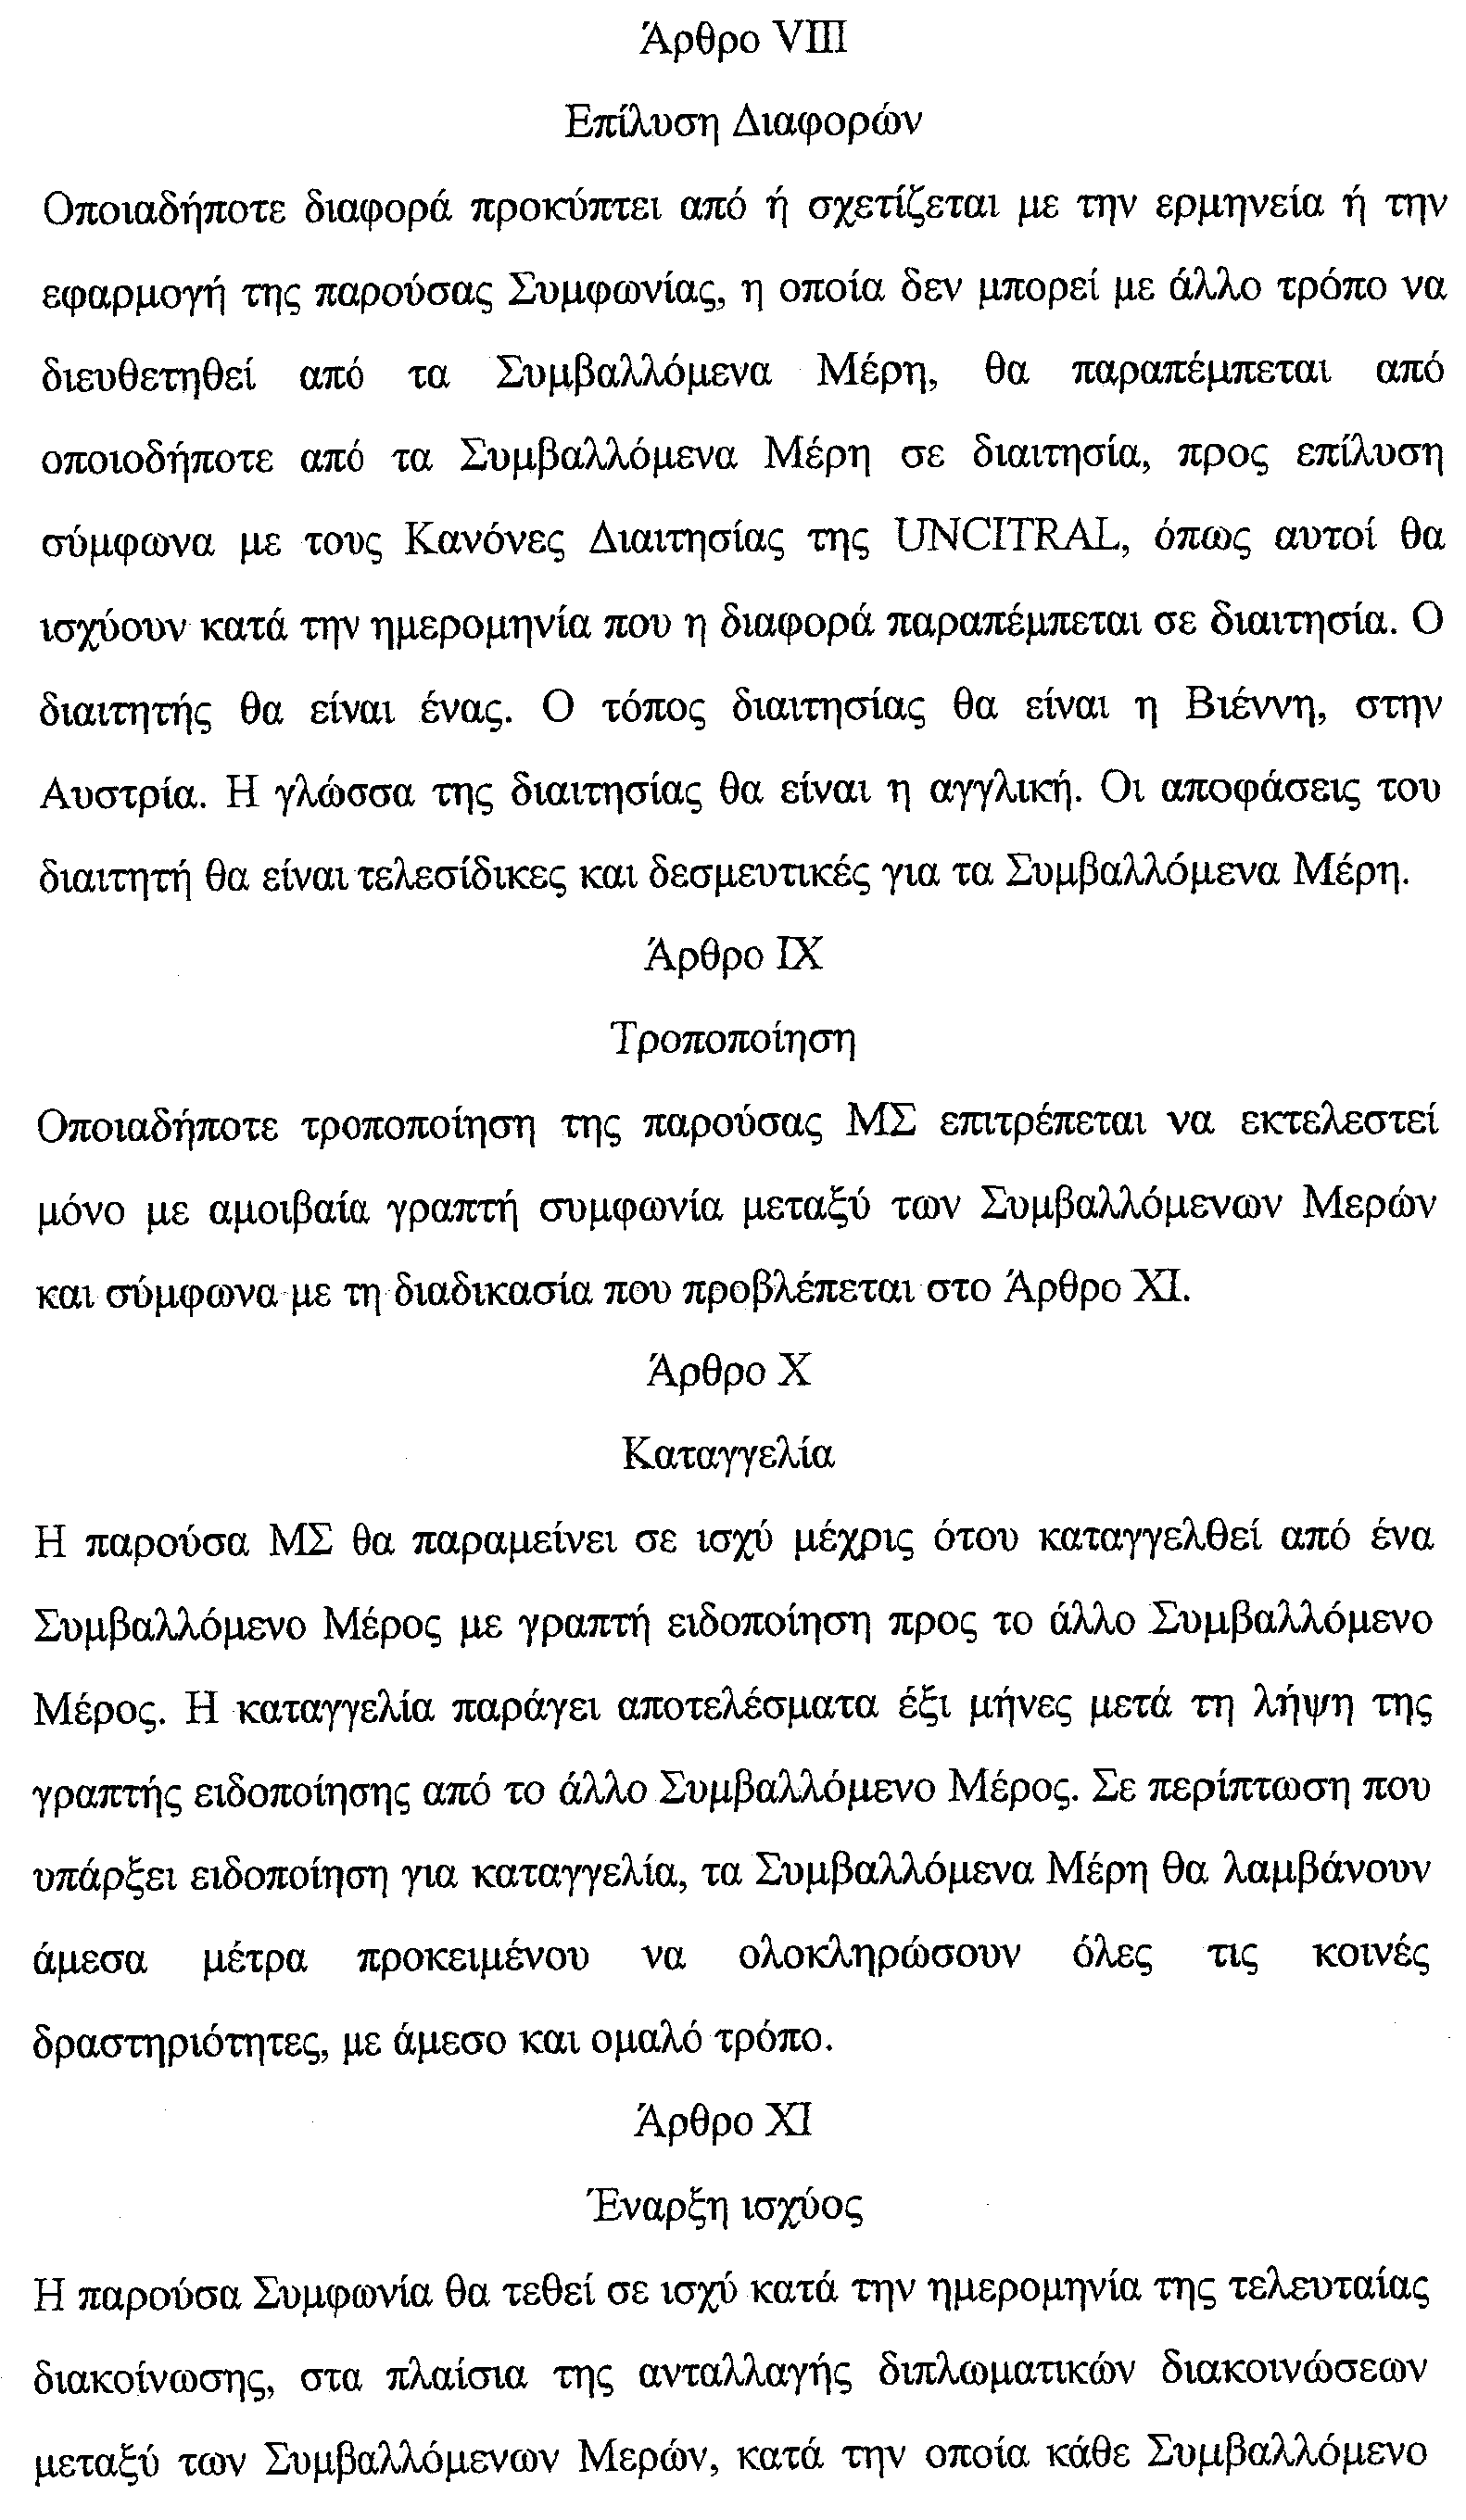 Άρθρο VIII
Επίλυση Διαφορών
Οποιαδήποτε διαφορά προκύπτει από ή σχετίζεται με την ερμηνεία ή την
εφαρμογή της παρούσας Συμφωνίας, η οποία δεν μπορεί με άλλο τρόπο να
διευθετηθεί από τα Συμβαλλόμενα Μέρη, θα παραπέμπεται από
οποιοδήποτε από τα Συμβαλλόμενα Μέρη σε διαιτησία, προς επίλυση
σύμφωνα με τους Κανόνες Διαιτησίας της UNCITRAL, όπως αυτοί θα
ισχύουν κατά την ημερομηνία που η διαφορά παραπέμπεται σε διαιτησία. Ο
διαιτητής θα είναι ένας. Ο τόπος διαιτησίας θα είναι η Βιέννη, στην
Αυστρία. Η γλώσσα της διαιτησίας θα είναι η αγγλική. Οι αποφάσεις του
διαιτητή θα είναι τελεσίδικες και δεσμευτικές για τα Συμβαλλόμενα Μέρη.
Άρθρο IX
Τροποποίηση
Οποιαδήποτε τροποποίηση της παρούσας ΜΣ επιτρέπεται να εκτελεστεί
μόνο με αμοιβαία γραπτή συμφωνία μεταξύ των Συμβαλλόμενων Μερών
και σύμφωνα με τη διαδικασία που προβλέπεται στο Άρθρο XI.
Άρθρο X
Καταγγελία
Η παρούσα ΜΣ θα παραμείνει σε ισχύ μέχρις ότου καταγγελθεί από ένα
Συμβαλλόμενο Μέρος με γραπτή ειδοποίηση προς το άλλο Συμβαλλόμενο
Μέρος. Η καταγγελία παράγει αποτελέσματα έξι μήνες μετά τη λήψη της
γραπτής ειδοποίησης από το άλλο Συμβαλλόμενο Μέρος. Σε περίπτωση που
υπάρξει ειδοποίηση για καταγγελία, τα Συμβαλλόμενα Μέρη θα λαμβάνουν
άμεσα μέτρα προκειμένου να ολοκληρώσουν όλες τις κοινές
δραστηριότητες, με άμεσο και ομαλό τρόπο.
Άρθρο XI
Έναρξη ισχύος
Η παρούσα Συμφωνία θα τεθεί σε ισχύ κατά την ημερομηνία της τελευταίας
διακοίνωσης, στα πλαίσια της ανταλλαγής διπλωματικών διακοινώσεων
μεταξύ των Συμβαλλόμενων Μερών, κατά την οποία κάθε Συμβαλλόμενο